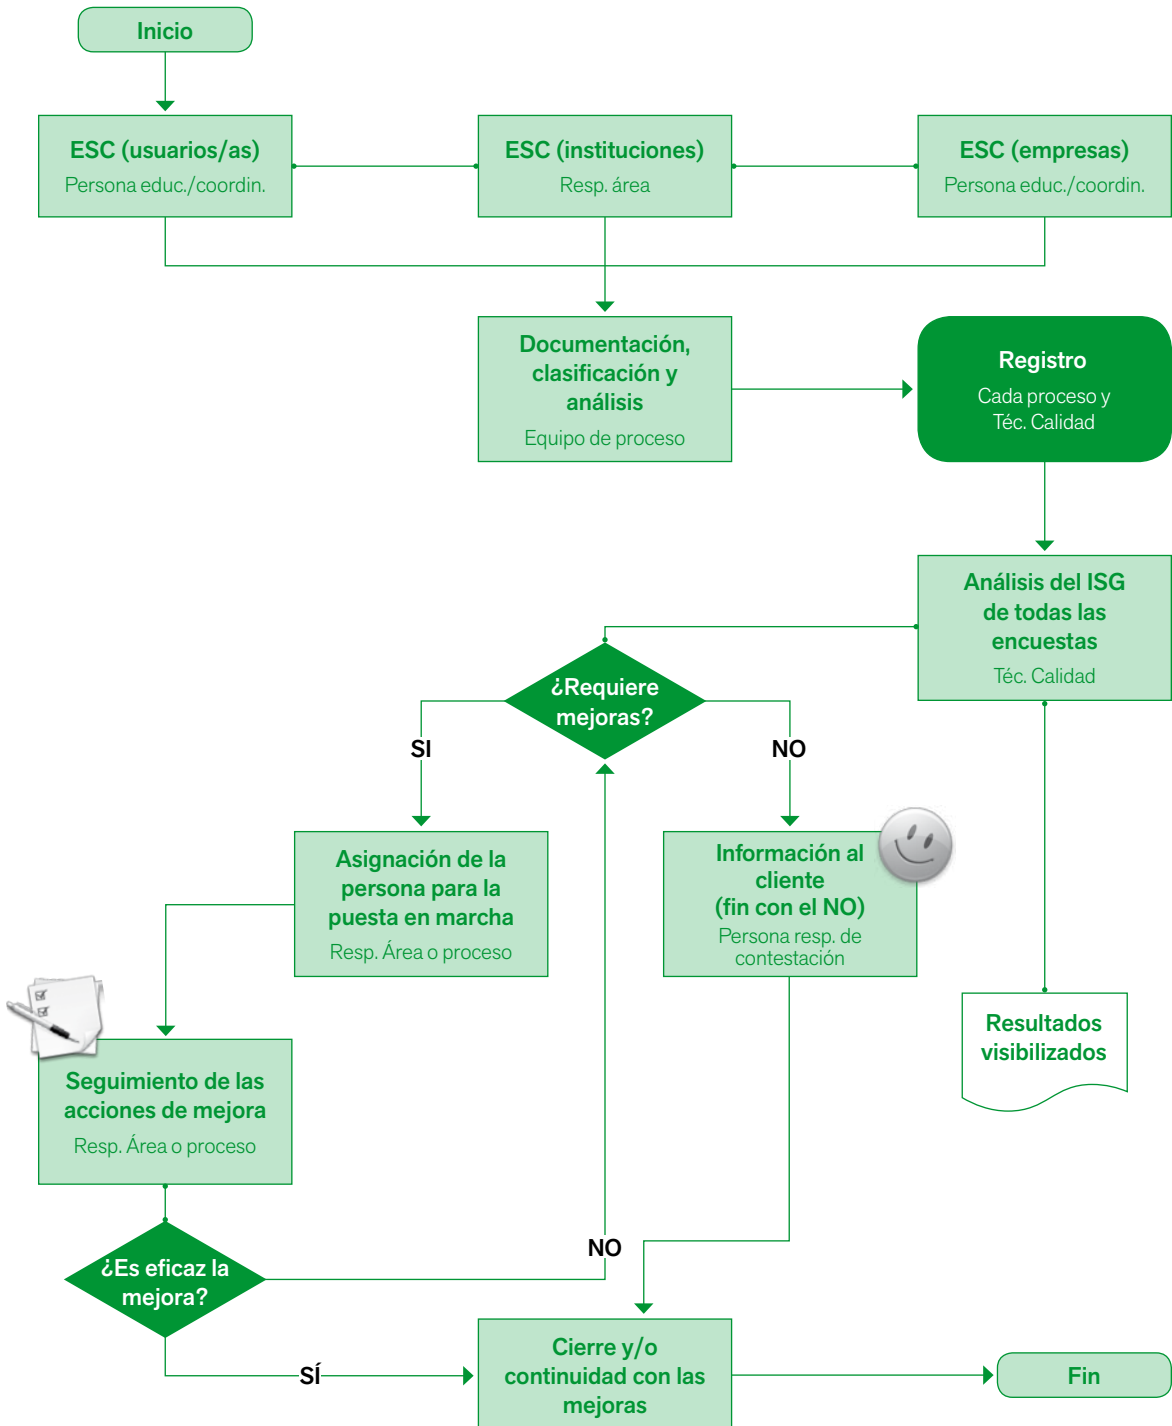 Inicio
ESC (usuarios/as)
Persona educ./coordin.
ESC (instituciones)
Resp. área
ESC (empresas)
Persona educ./coordin.
Documentación,
clasificación y
análisis
Equipo de proceso
Registro
Cada proceso y
Téc. Calidad
Análisis del ISG
de todas las
encuestas
Téc. Calidad
¿Requiere
mejoras?
SI
NO
Asignación de la
persona para la
puesta en marcha
Resp. Área o proceso
Información al
cliente
(fin con el NO)
Persona resp. de
contestación
Resultados
visibilizados
Seguimiento de las
acciones de mejora
Resp. Área o proceso
¿Es eficaz la
mejora?
NO
SÍ
Cierre y/o
continuidad con las
mejoras
Fin